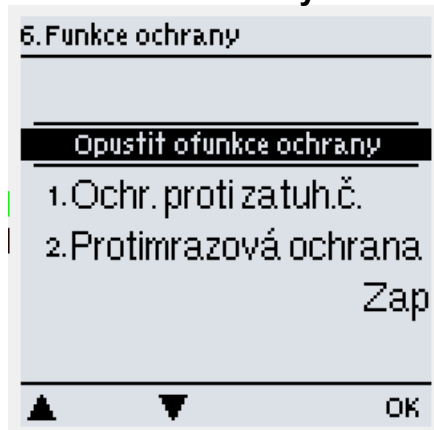 6.Funkce ochrany
Opustit ofunkce ochrany
1.Ochr. proti zatuh.č.
2.Protimrazová ochrana
Zap
OK